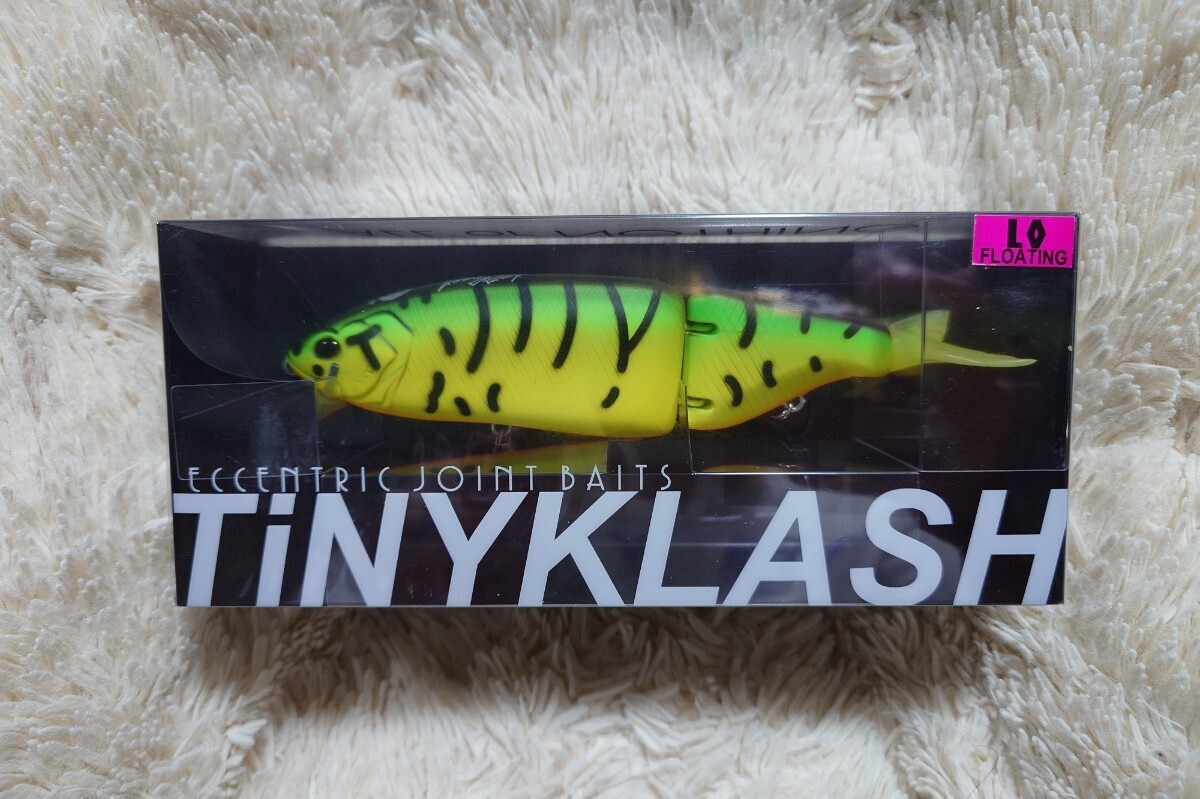 LO
FLOATING
T
ECCENTRIC JOINT BAITS
TiNYKLASH